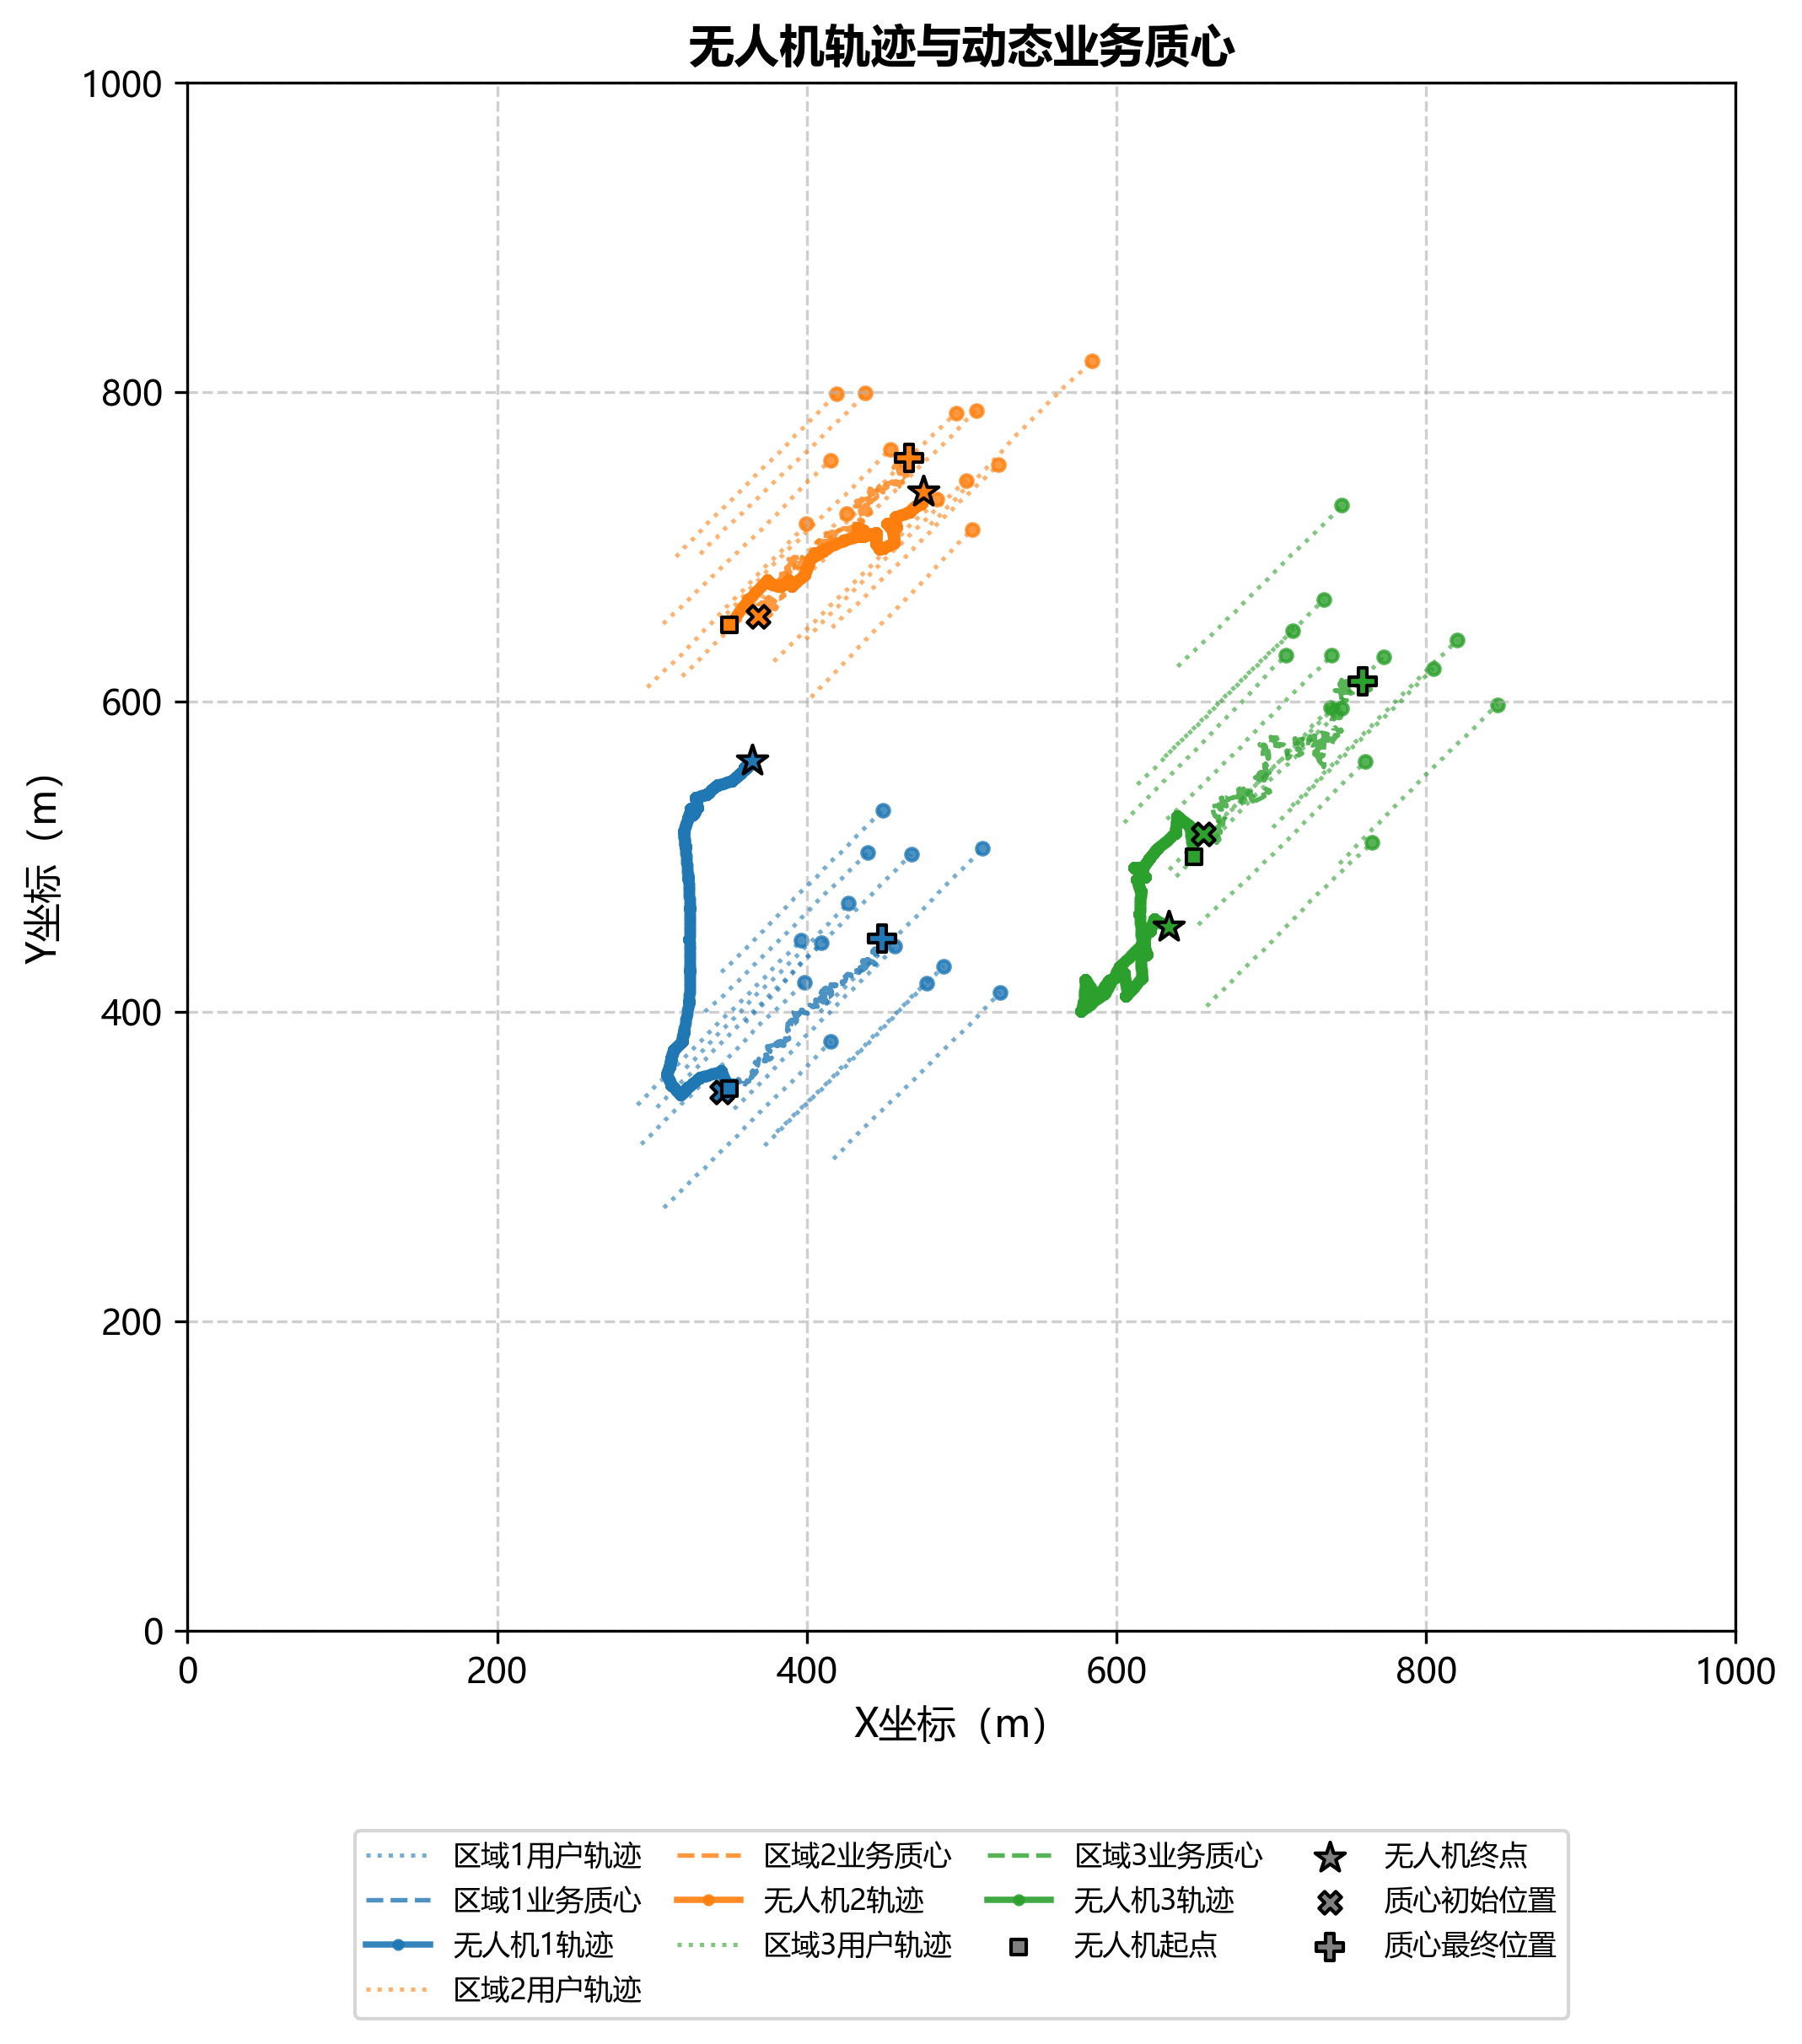 无人机轨迹与动态业务质心
1000
800
600
400
200
0
Y坐标（m）
0 200 400 600 800 1000
X坐标（m）
区域1用户轨迹 区域2业务质心 区域3业务质心 无人机终点
区域1业务质心 无人机2轨迹 无人机3轨迹 质心初始位置
无人机1轨迹 区域3用户轨迹 无人机起点 质心最终位置
区域2用户轨迹